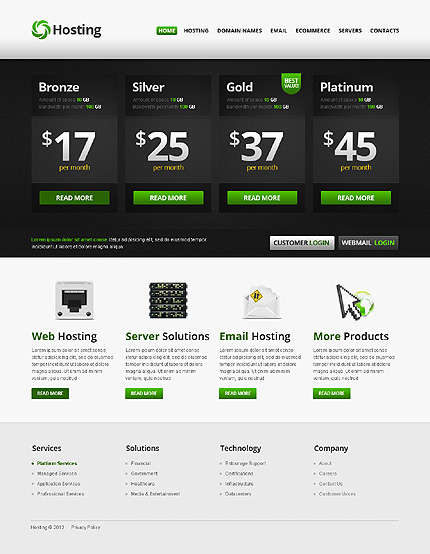 Hosting
HOME HOSTING DOMAIN NAMES EMAIL ECOMMERCE SERVERS CONTACTS
Bronze
Amount of space 10 GB
Bandwidth per month 100 GB
$17
per month
READ MORE
Silver
Amount of space 10 GB
Bandwidth per month 100 GB
$25
per month
READ MORE
Gold
BEST VALUE!
Amount of space 10 GB
Bandwidth per month 100 GB
$37
per month
READ MORE
Platinum
Amount of space 10 GB
Bandwidth per month 100 GB
$45
per month
READ MORE
Lorem ipsum dolor sit amet conse ctetur adipiscing elit, sed do eiusmod tempor
incididunt ut labore et dolore magna aliqua.
CUSTOMER LOGIN
WEBMAIL LOGIN
Web Hosting
Lorem ipsum dolor sit amet, conse
ctetur adipisicing elit, sed do
eiusmod tempor ut labore et dolore
magna aliqua. Ut enim ad minim
veniam, quis nostrud
READ MORE
Server Solutions
Lorem ipsum dolor sit amet, conse
ctetur adipisicing elit, sed do
eiusmod tempor ut labore et dolore
magna aliqua. Ut enim ad minim
veniam, quis nostrud
READ MORE
Email Hosting
Lorem ipsum dolor sit amet, conse
ctetur adipisicing elit, sed do
eiusmod tempor ut labore et dolore
magna aliqua. Ut enim ad minim
veniam, quis nostrud
READ MORE
More Products
Lorem ipsum dolor sit amet, conse
ctetur adipisicing elit, sed do
eiusmod tempor ut labore et dolore
magna aliqua. Ut enim ad minim
veniam, quis nostrud
READ MORE
Services
Platform Services
Managed Services
Application Services
Professional Services
Solutions
Financial
Government
Healthcare
Media & Entertainment
Technology
Entourage Support
Certifications
Infrastructure
Datacenters
Company
About
Careers
Contact Us
Customer Voices
Hosting © 2013 | Privacy Policy